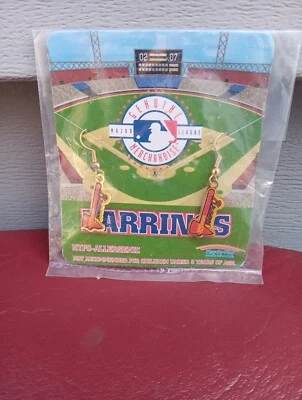 02 07
GENUINE
MAJOR LEAGUE
MERCHANDISE
EARRINGS
HYPO-ALLERGENIC
NOT RECOMMENDED FOR CHILDREN UNDER 3 YEARS OF AGE.